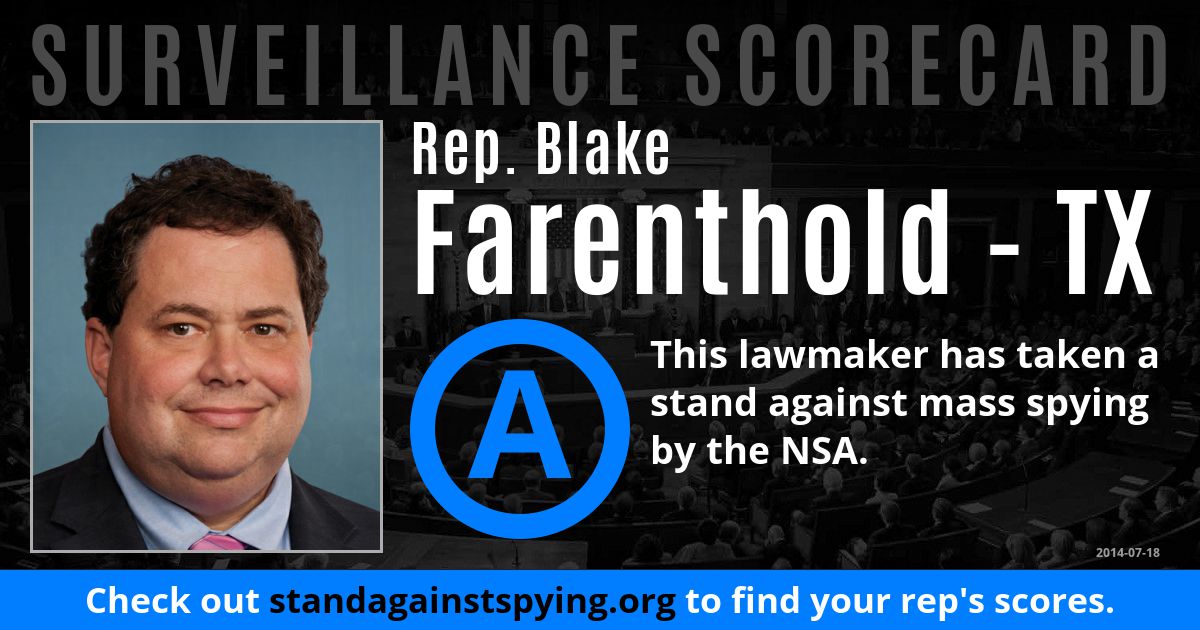 SURVEILLANCE SCORECARD
Rep. Blake
Farenthold - TX
A
This lawmaker has taken a
stand against mass spying
by the NSA.
2014-07-18
Check out standagainstspying.org to find your rep's scores.